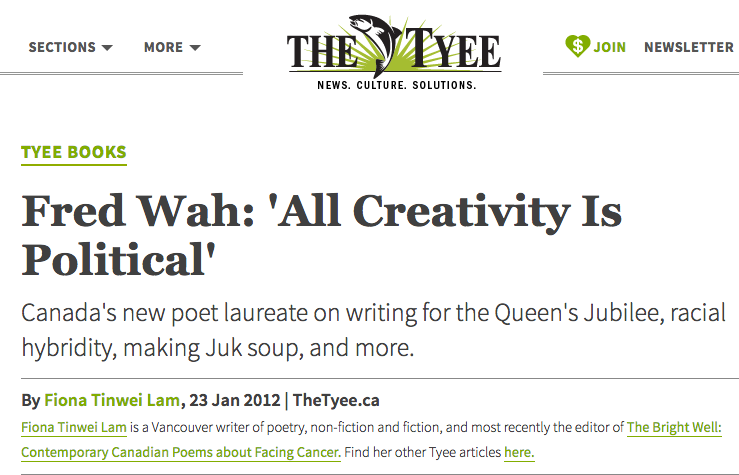 SECTIONS MORE THE TYEE JOIN NEWSLETTER
NEWS. CULTURE. SOLUTIONS.
TYEE BOOKS
Fred Wah: 'All Creativity Is
Political'
Canada's new poet laureate on writing for the Queen's Jubilee, racial
hybridity, making Juk soup, and more.
By Fiona Tinwei Lam, 23 Jan 2012 | TheTyee.ca
Fiona Tinwei Lam is a Vancouver writer of poetry, non-fiction and fiction, and most recently the editor of The Bright Well:
Contemporary Canadian Poems about Facing Cancer. Find her other Tyee articles here.